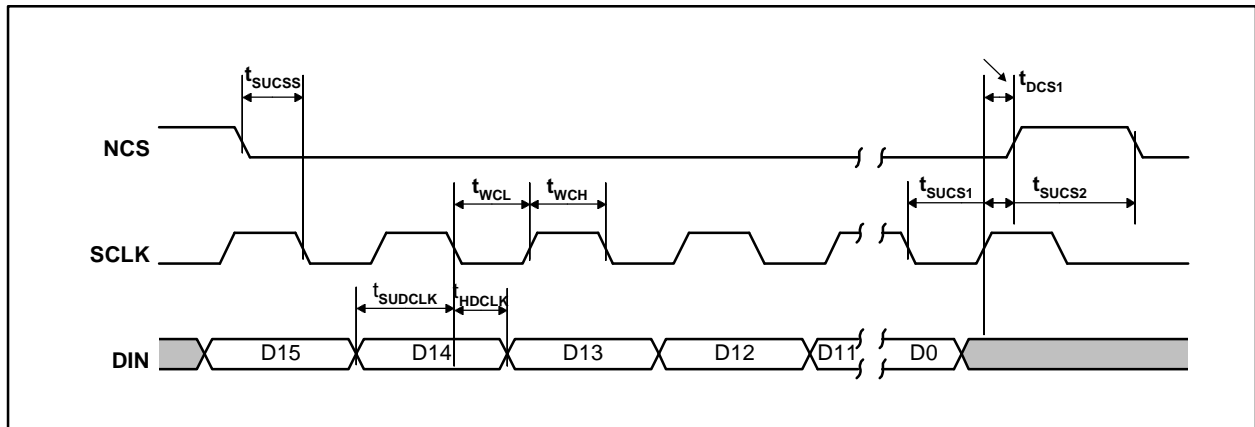 tSUCSS
tDCS1
NCS
tWCL tWCH tSUCS1 tSUCS2
SCLK
tSUDCLK tHDCLK
DIN D15 D14 D13 D12 D11 D0